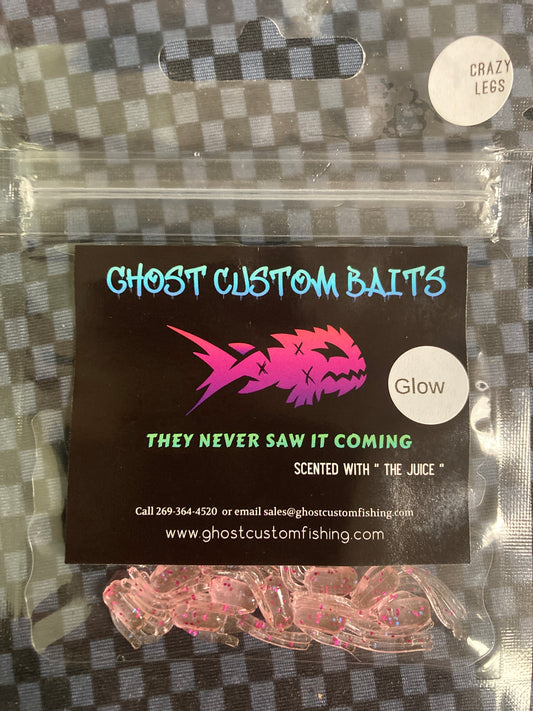 CRAZY
LEGS
GHOST CUSTOM BAITS
Glow
THEY NEVER SAW IT COMING
SCENTED WITH " THE JUICE "
Call 269-364-4520 or email sales@ghostcustomfishing.com
www.ghostcustomfishing.com